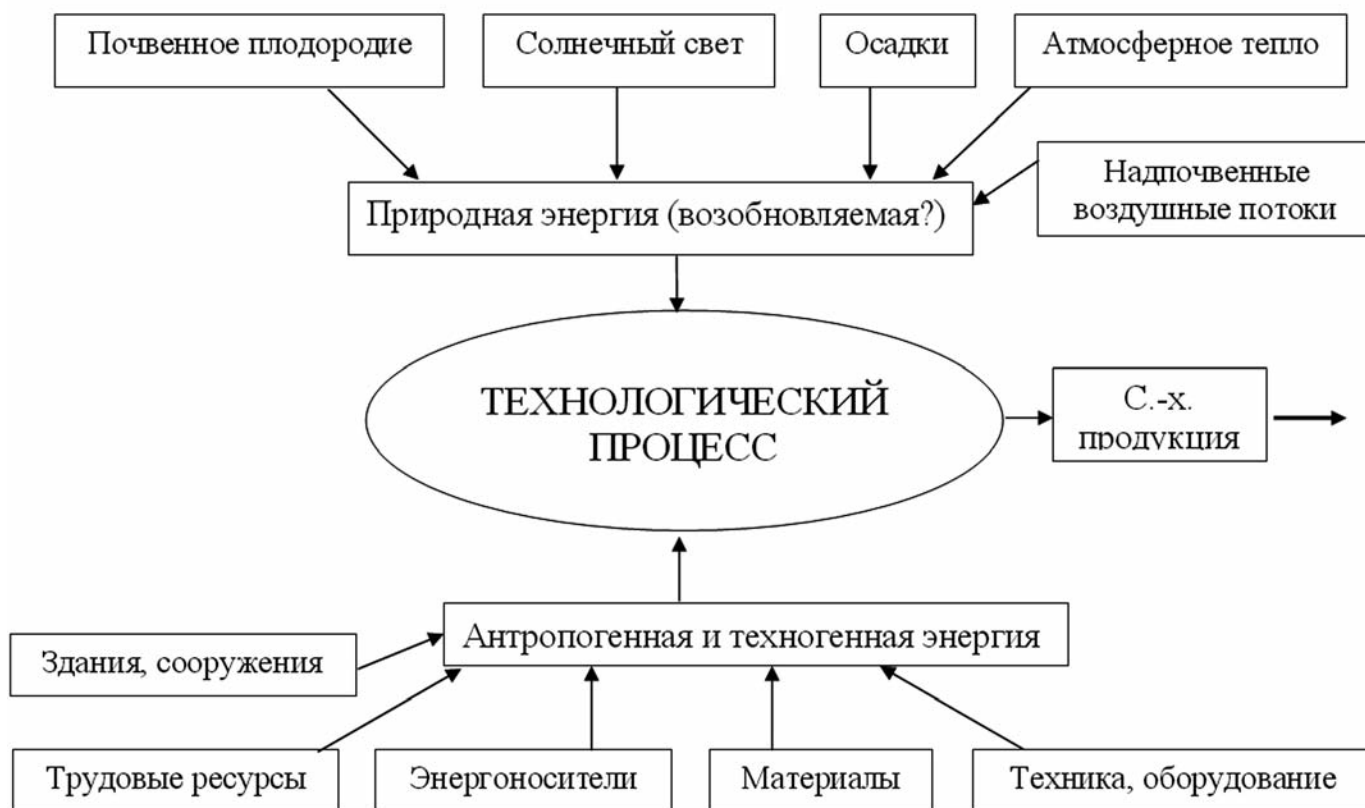 Почвенное плодородие
Солнечный свет
Осадки
Атмосферное тепло
Надпочвенные
воздушные потоки
Природная энергия (возобновляемая?)
ТЕХНОЛОГИЧЕСКИЙ
ПРОЦЕСС
С.-х.
продукция
Антропогенная и техногенная энергия
Здания, сооружения
Трудовые ресурсы
Энергоносители
Материалы
Техника, оборудование